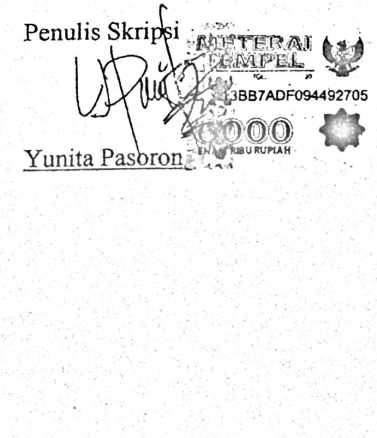 Penulis Skripsi
METERAI
TEMPEL
3BB7ADF094492705
6000
ENAM RIBU RUPIAH
Yunita Pasoron